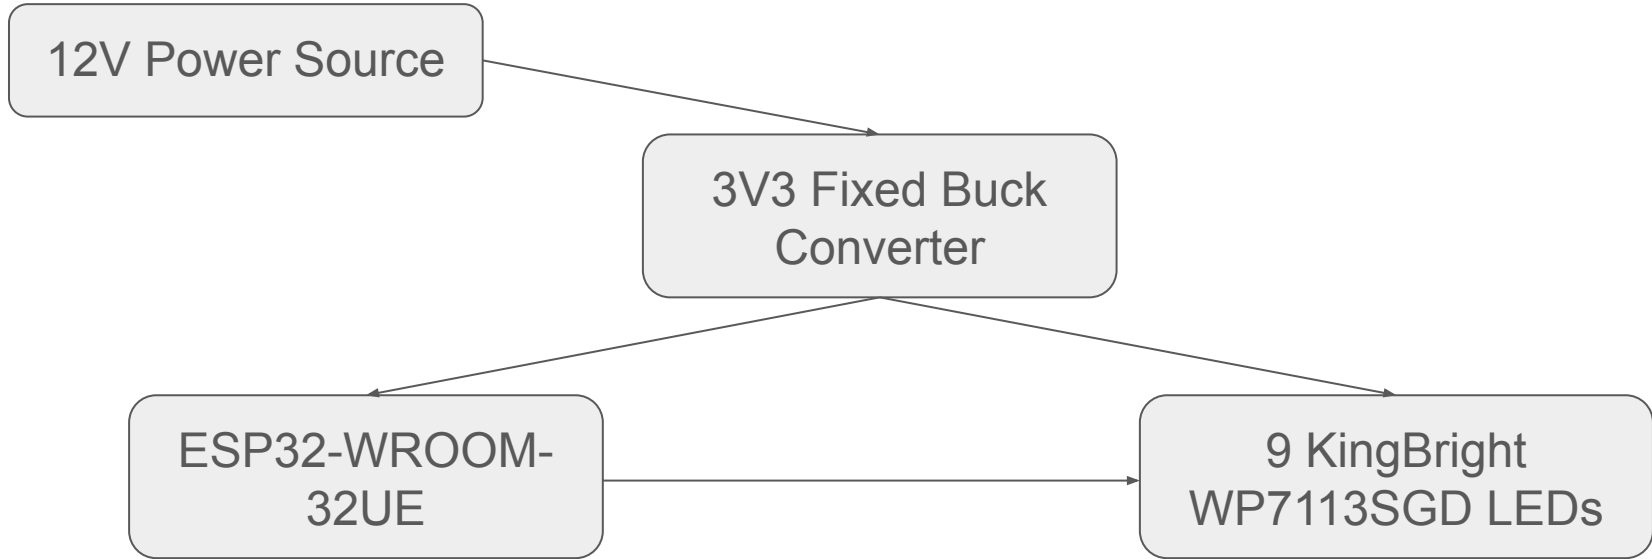 12V Power Source
3V3 Fixed Buck
Converter
ESP32-WROOM-
32UE
9 KingBright
WP7113SGD LEDs